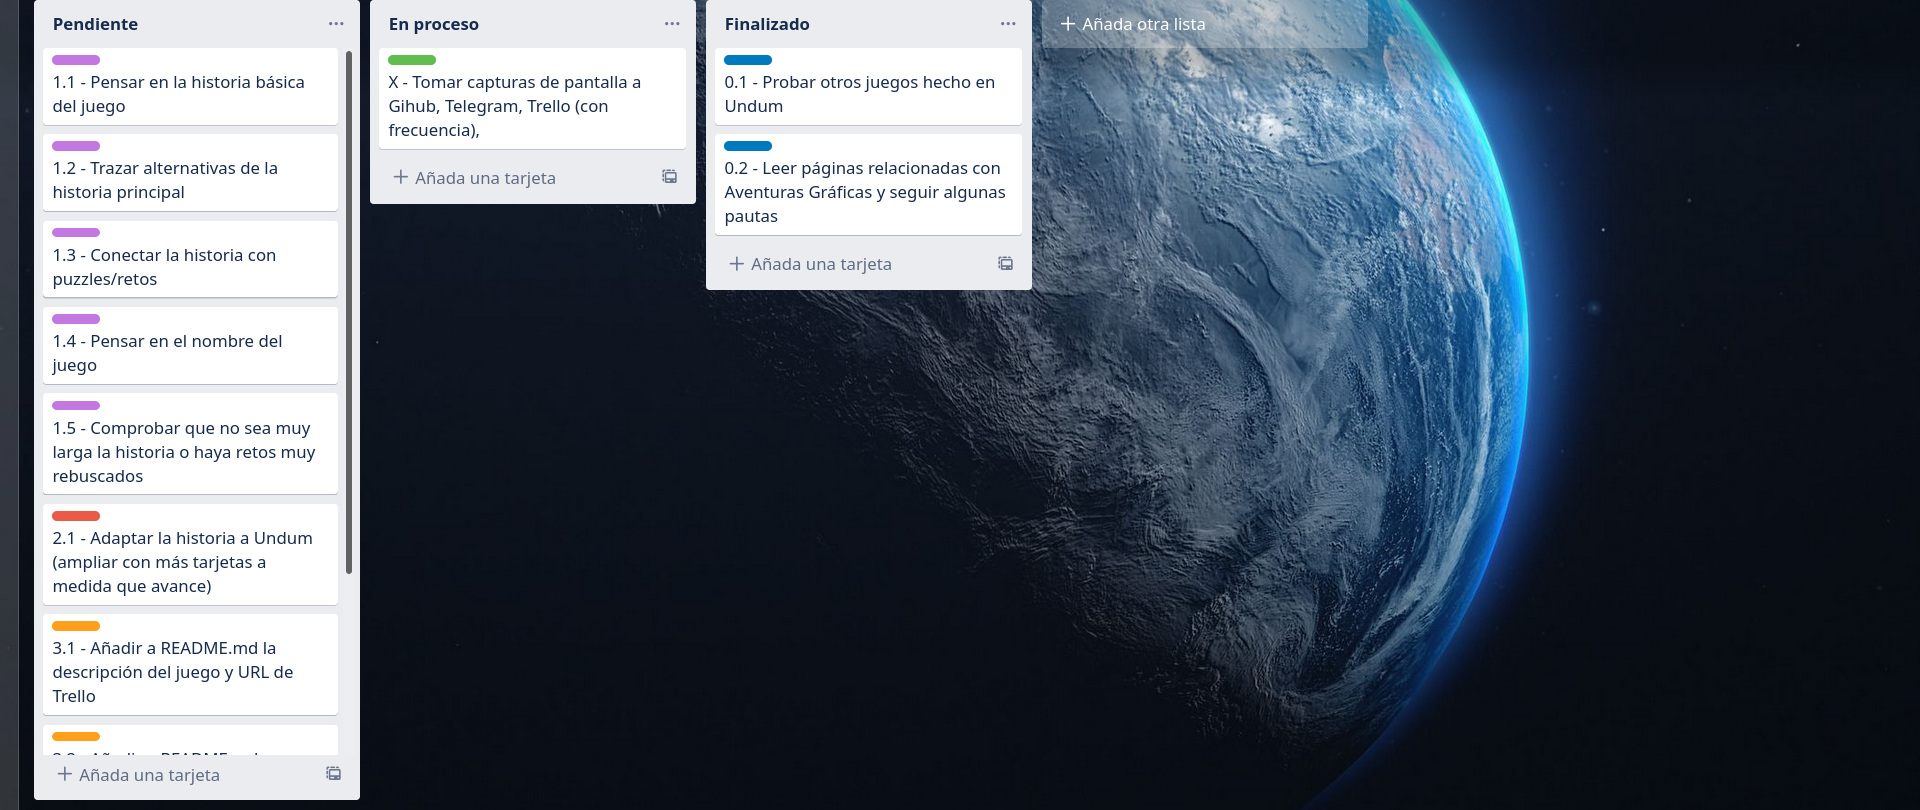 Pendiente
1.1 - Pensar en la historia básica
del juego
1.2 - Trazar alternativas de la
historia principal
1.3 - Conectar la historia con
puzzles/retos
1.4 - Pensar en el nombre del
juego
1.5 - Comprobar que no sea muy
larga la historia o haya retos muy
rebuscados
2.1 - Adaptar la historia a Undum
(ampliar con más tarjetas a
medida que avance)
3.1 - Añadir a README.md la
descripción del juego y URL de
Trello
Añada una tarjeta
En proceso
X - Tomar capturas de pantalla a
Gihub, Telegram, Trello (con
frecuencia),
Añada una tarjeta
Finalizado
0.1 - Probar otros juegos hecho en
Undum
0.2 - Leer páginas relacionadas con
Aventuras Gráficas y seguir algunas
pautas
Añada una tarjeta
Añada otra lista